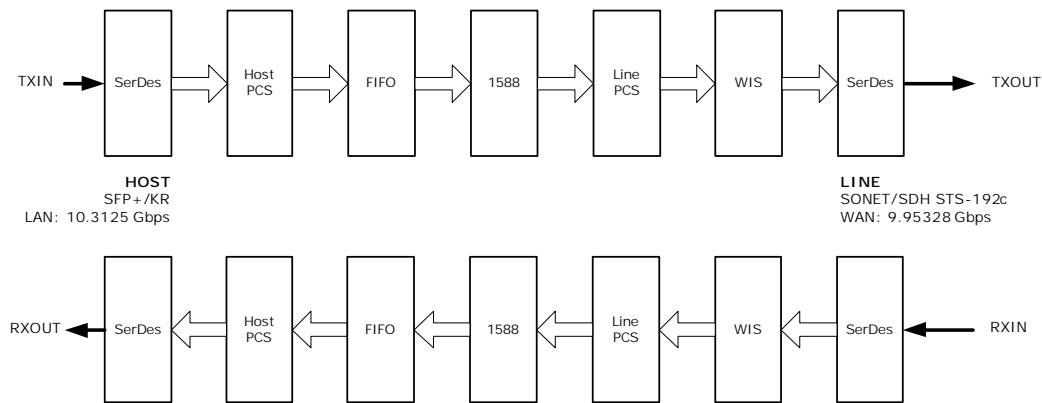 TXIN
SerDes
Host
PCS
FIFO
1588
Line
PCS
WIS
SerDes
TXOUT
HOST
SFP+/KR
LAN: 10.3125 Gbps
LINE
SONET/SDH STS-192c
WAN: 9.95328 Gbps
RXOUT
SerDes
Host
PCS
FIFO
1588
Line
PCS
WIS
SerDes
RXIN